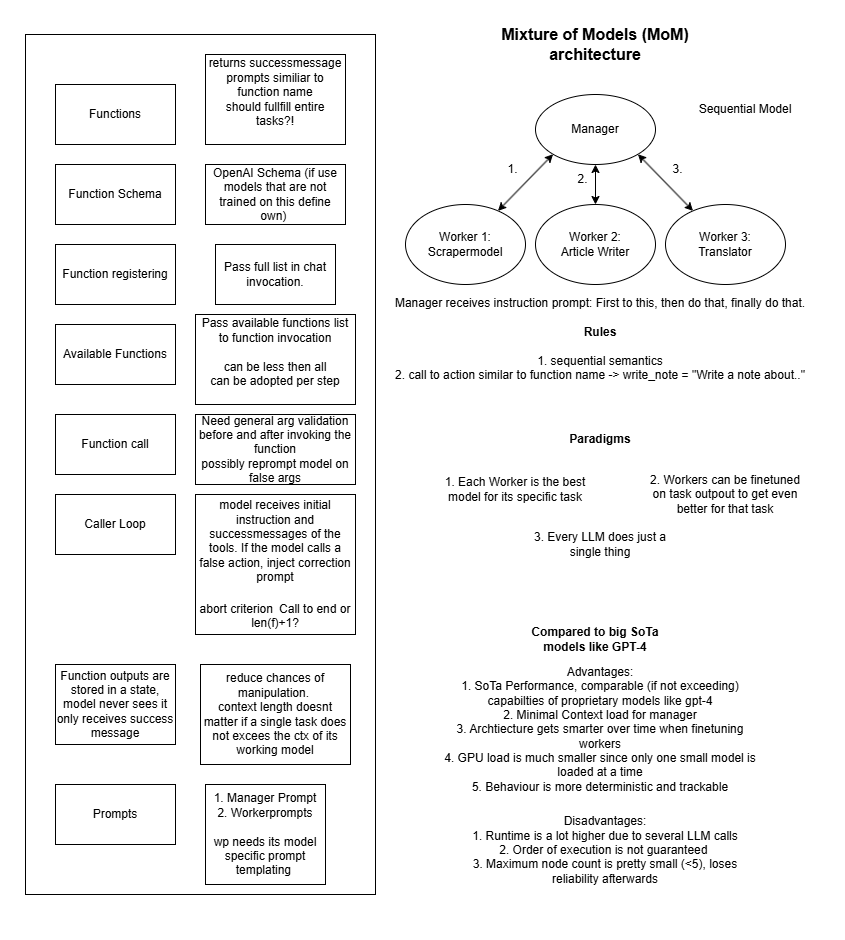 Functions
returns successmessage
prompts similiar to
function name
should fullfill entire
tasks?!
Function Schema
OpenAI Schema (if use
models that are not
trained on this define
own)
Function registering
Pass full list in chat
invocation.
Available Functions
Pass available functions list
to function invocation
can be less then all
can be adopted per step
Function call
Need general arg validation
before and after invoking the
function
possibly reprompt model on
false args
Caller Loop
model receives initial
instruction and
successmessages of the
tools. If the model calls a
false action, inject correction
prompt
abort criterion  Call to end or
len(f)+1?
Function outputs are
stored in a state,
model never sees it
only receives success
message
reduce chances of
manipulation.
context length doesnt
matter if a single task does
not excees the ctx of its
working model
Prompts
1. Manager Prompt
2. Workerprompts
wp needs its model
specific prompt
templating
Mixture of Models (MoM)
architecture
Sequential Model
Manager
1.
2.
3.
Worker 1:
Scrapermodel
Worker 2:
Article Writer
Worker 3:
Translator
Manager receives instruction prompt: First to this, then do that, finally do that.
Rules
1. sequential semantics
2. call to action similar to function name -> write_note = "Write a note about.."
Paradigms
1. Each Worker is the best
model for its specific task
2. Workers can be finetuned
on task outpout to get even
better for that task
3. Every LLM does just a
single thing
Compared to big SoTa
models like GPT-4
Advantages:
1. SoTa Performance, comparable (if not exceeding)
capabilties of proprietary models like gpt-4
2. Minimal Context load for manager
3. Archtiecture gets smarter over time when finetuning
workers
4. GPU load is much smaller since only one small model is
loaded at a time
5. Behaviour is more deterministic and trackable
Disadvantages:
1. Runtime is a lot higher due to several LLM calls
2. Order of execution is not guaranteed
3. Maximum node count is pretty small (<5), loses
reliability afterwards